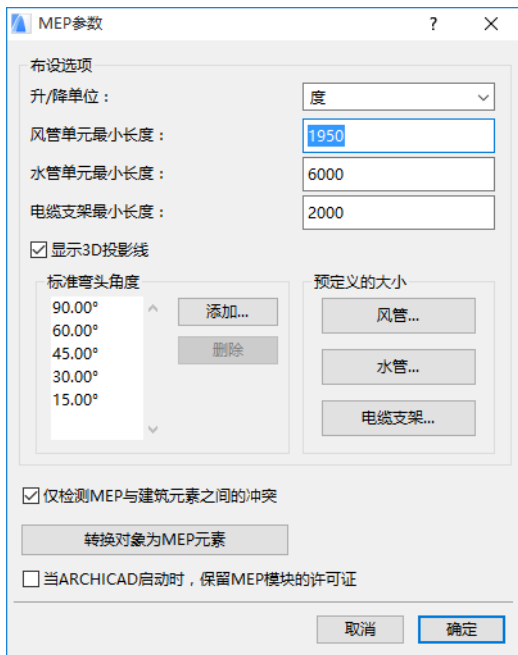 MEP参数
布设选项
升/降单位：
度
风管单元最小长度：
1950
水管单元最小长度：
6000
电缆支架最小长度：
2000
显示3D投影线
标准弯头角度
90.00°
60.00°
45.00°
30.00°
15.00°
添加...
删除
预定义的大小
风管...
水管...
电缆支架...
仅检测MEP与建筑元素之间的冲突
转换对象为MEP元素
当ARCHICAD启动时，保留MEP模块的许可证
取消
确定